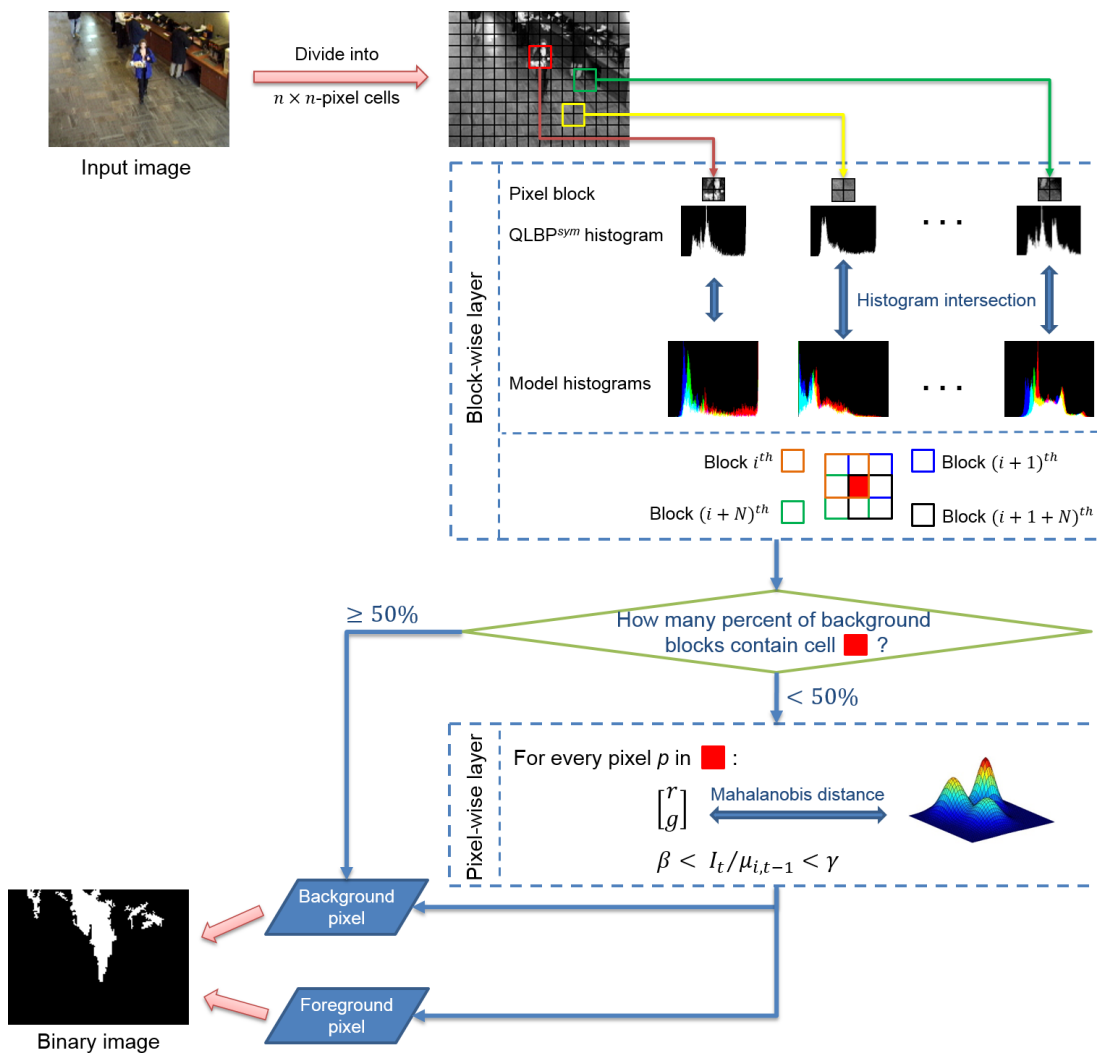 Divide into
n × n-pixel cells
Input image
Block-wise layer
Pixel block
QLBP^sym histogram
. . .
Histogram intersection
Model histograms
. . .
Block i^th
Block (i + 1)^th
Block (i + N)^th
Block (i + 1 + N)^th
≥ 50%
How many percent of background
blocks contain cell ?
< 50%
Pixel-wise layer
For every pixel p in :
[r
g]
Mahalanobis distance
β < I_t/μ_{i,t−1} < γ
Background
pixel
Foreground
pixel
Binary image